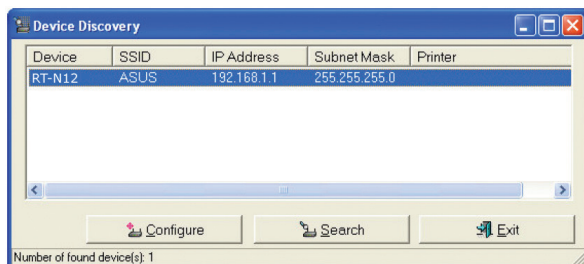 Device Discovery
Device SSID IP Address Subnet Mask Printer
RT-N12 ASUS 192.168.1.1 255.255.255.0
Configure Search Exit
Number of found device(s): 1